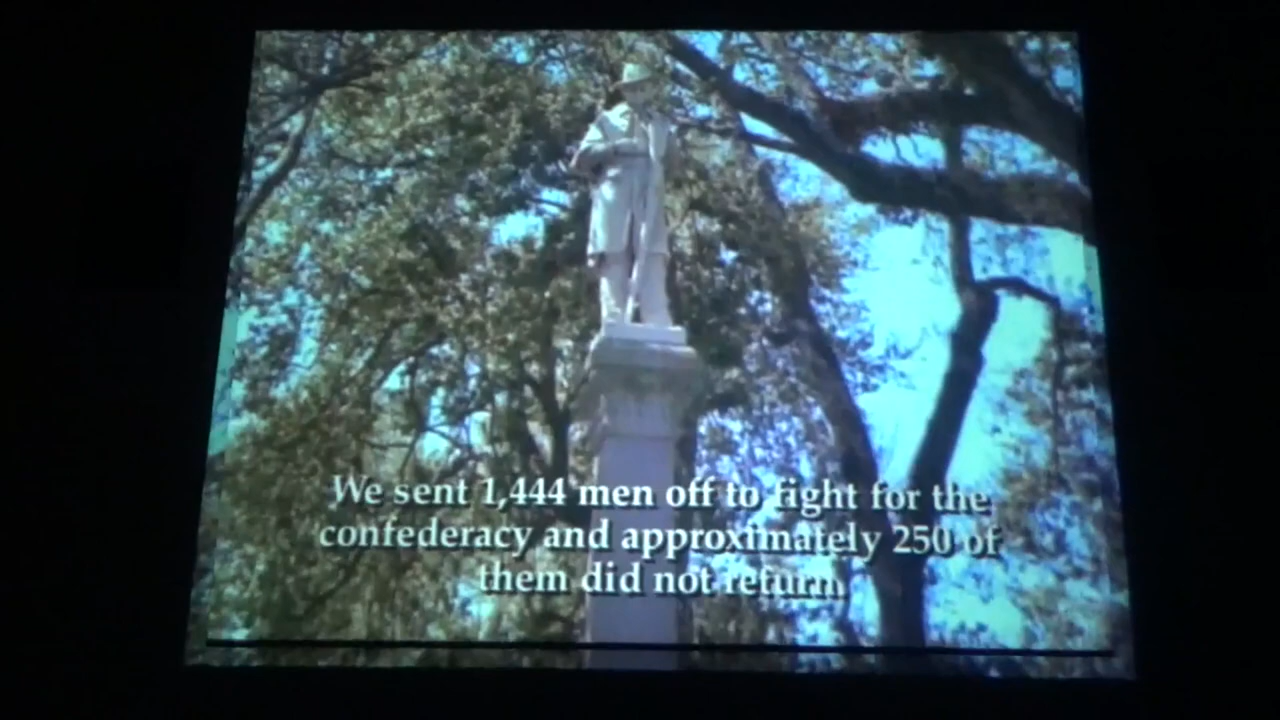 We sent 1,444 men off to fight for the
confederacy and approximately 250 of
them did not return